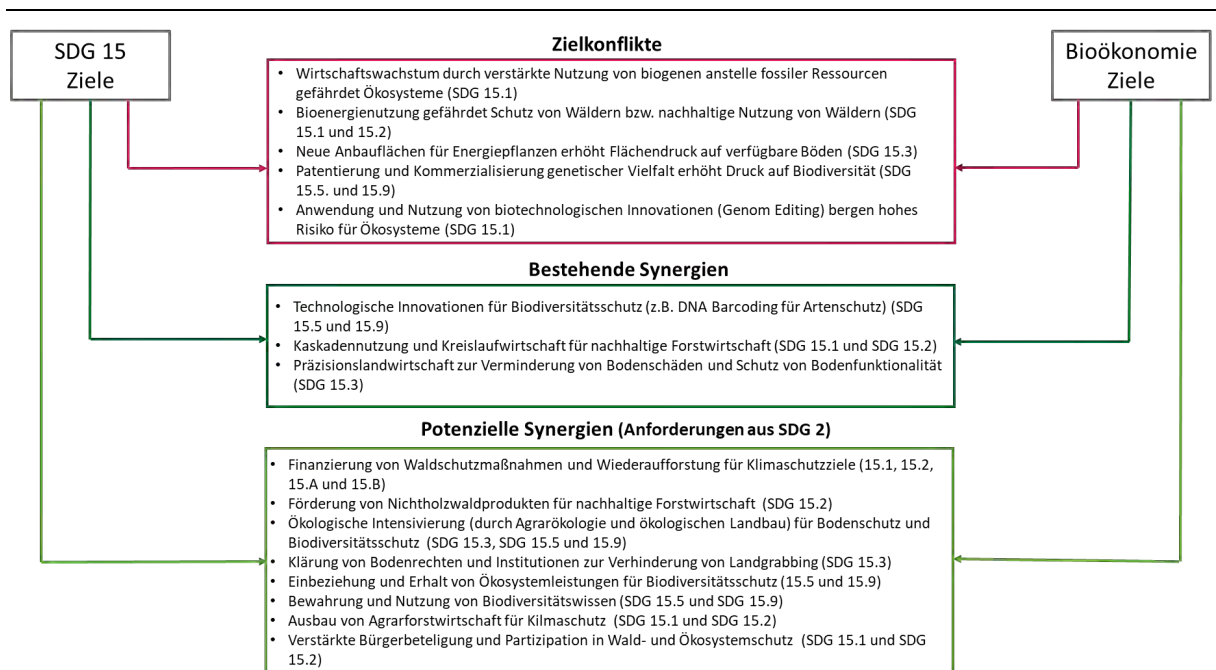 SDG 15
Ziele
Bioökonomie
Ziele
Zielkonflikte
• Wirtschaftswachstum durch verstärkte Nutzung von biogenen anstelle fossiler Ressourcen
gefährdet Ökosysteme (SDG 15.1)
• Bioenergienutzung gefährdet Schutz von Wäldern bzw. nachhaltige Nutzung von Wäldern (SDG
15.1 und 15.2)
• Neue Anbauflächen für Energiepflanzen erhöht Flächendruck auf verfügbare Böden (SDG 15.3)
• Patentierung und Kommerzialisierung genetischer Vielfalt erhöht Druck auf Biodiversität (SDG
15.5. und 15.9)
• Anwendung und Nutzung von biotechnologischen Innovationen (Genom Editing) bergen hohes
Risiko für Ökosysteme (SDG 15.1)
Bestehende Synergien
• Technologische Innovationen für Biodiversitätsschutz (z.B. DNA Barcoding für Artenschutz) (SDG
15.5 und 15.9)
• Kaskadennutzung und Kreislaufwirtschaft für nachhaltige Forstwirtschaft (SDG 15.1 und SDG 15.2)
• Präzisionslandwirtschaft zur Verminderung von Bodenschäden und Schutz von Bodenfunktionalität
(SDG 15.3)
Potenzielle Synergien (Anforderungen aus SDG 2)
• Finanzierung von Waldschutzmaßnahmen und Wiederaufforstung für Klimaschutzziele (15.1, 15.2,
15.A und 15.B)
• Förderung von Nichtholzwaldprodukten für nachhaltige Forstwirtschaft (SDG 15.2)
• Ökologische Intensivierung (durch Agrarökologie und ökologischen Landbau) für Bodenschutz und
Biodiversitätsschutz (SDG 15.3, SDG 15.5 und 15.9)
• Klärung von Bodenrechten und Institutionen zur Verhinderung von Landgrabbing (SDG 15.3)
• Einbeziehung und Erhalt von Ökosystemleistungen für Biodiversitätsschutz (15.5 und 15.9)
• Bewahrung und Nutzung von Biodiversitätswissen (SDG 15.5 und SDG 15.9)
• Ausbau von Agrarforstwirtschaft für Kilmaschutz (SDG 15.1 und SDG 15.2)
• Verstärkte Bürgerbeteligung und Partizipation in Wald- und Ökosystemschutz (SDG 15.1 und SDG
15.2)